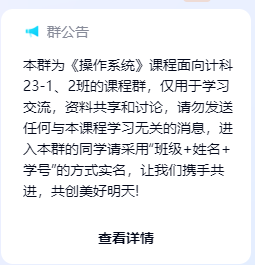 群公告
本群为《操作系统》课程面向计科
23-1、2班的课程群，仅用于学习
交流，资料共享和讨论，请勿发送
任何与本课程学习无关的消息，进
入本群的同学请采用“班级+姓名+
学号”的方式实名，让我们携手共
进，共创美好明天!
查看详情